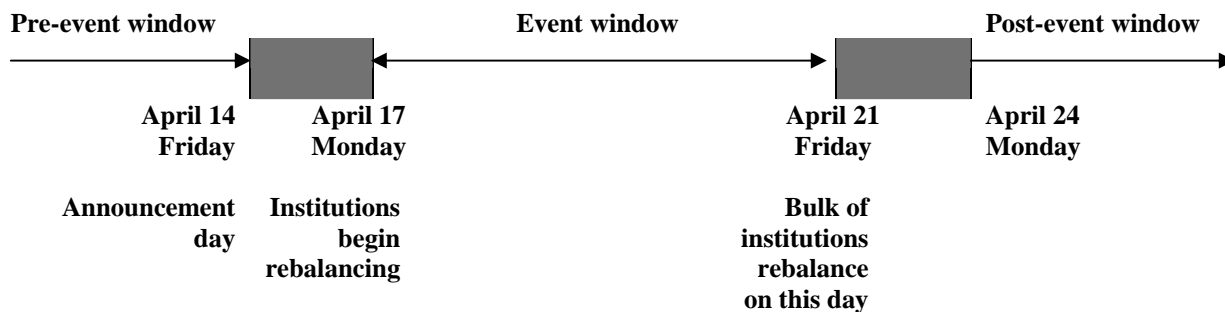 Pre-event window Event window Post-event window
April 14 April 17 April 21 April 24
Friday Monday Friday Monday
Announcement Institutions Bulk of
day begin institutions
rebalancing rebalance
on this day